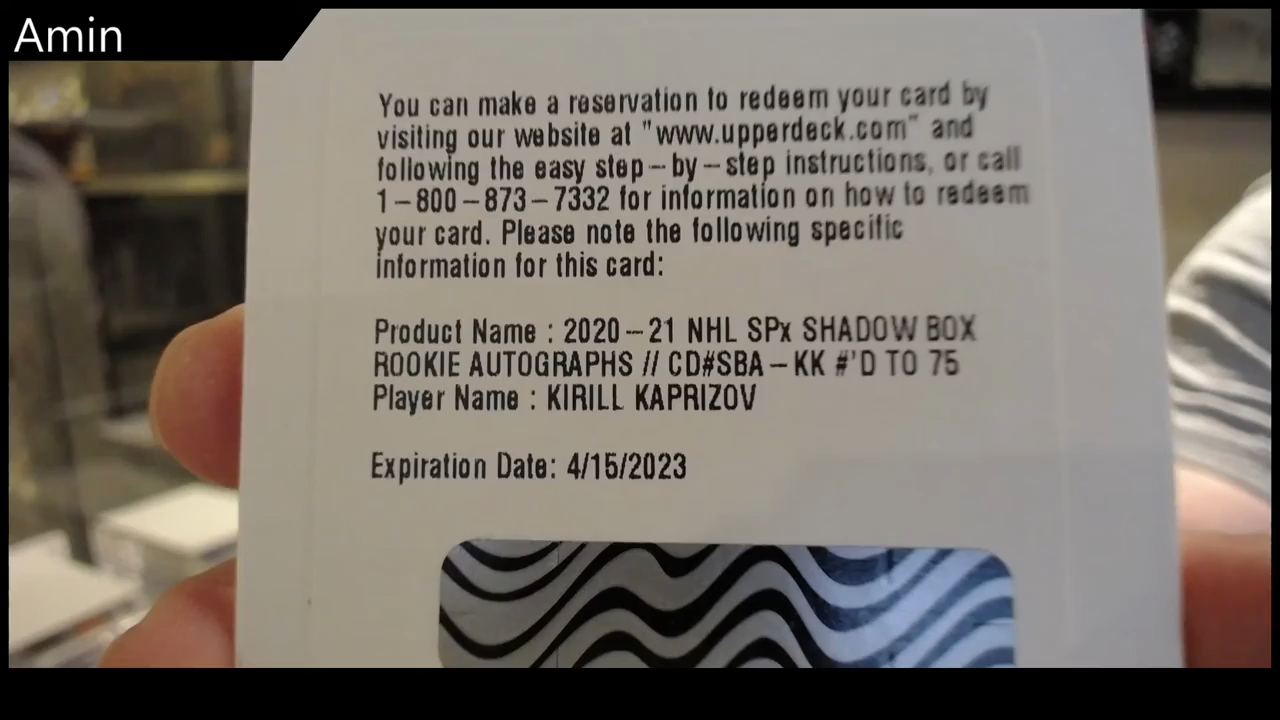 Amin
You can make a reservation to redeem your card by
visiting our website at "www.upperdeck.com" and
following the easy step-by-step instructions, or call
1-800-873-7332 for information on how to redeem
your card. Please note the following specific
information for this card:
Product Name : 2020-21 NHL SPx SHADOW BOX
ROOKIE AUTOGRAPHS // CD#SBA-KK #'D TO 75
Player Name : KIRILL KAPRIZOV
Expiration Date: 4/15/2023